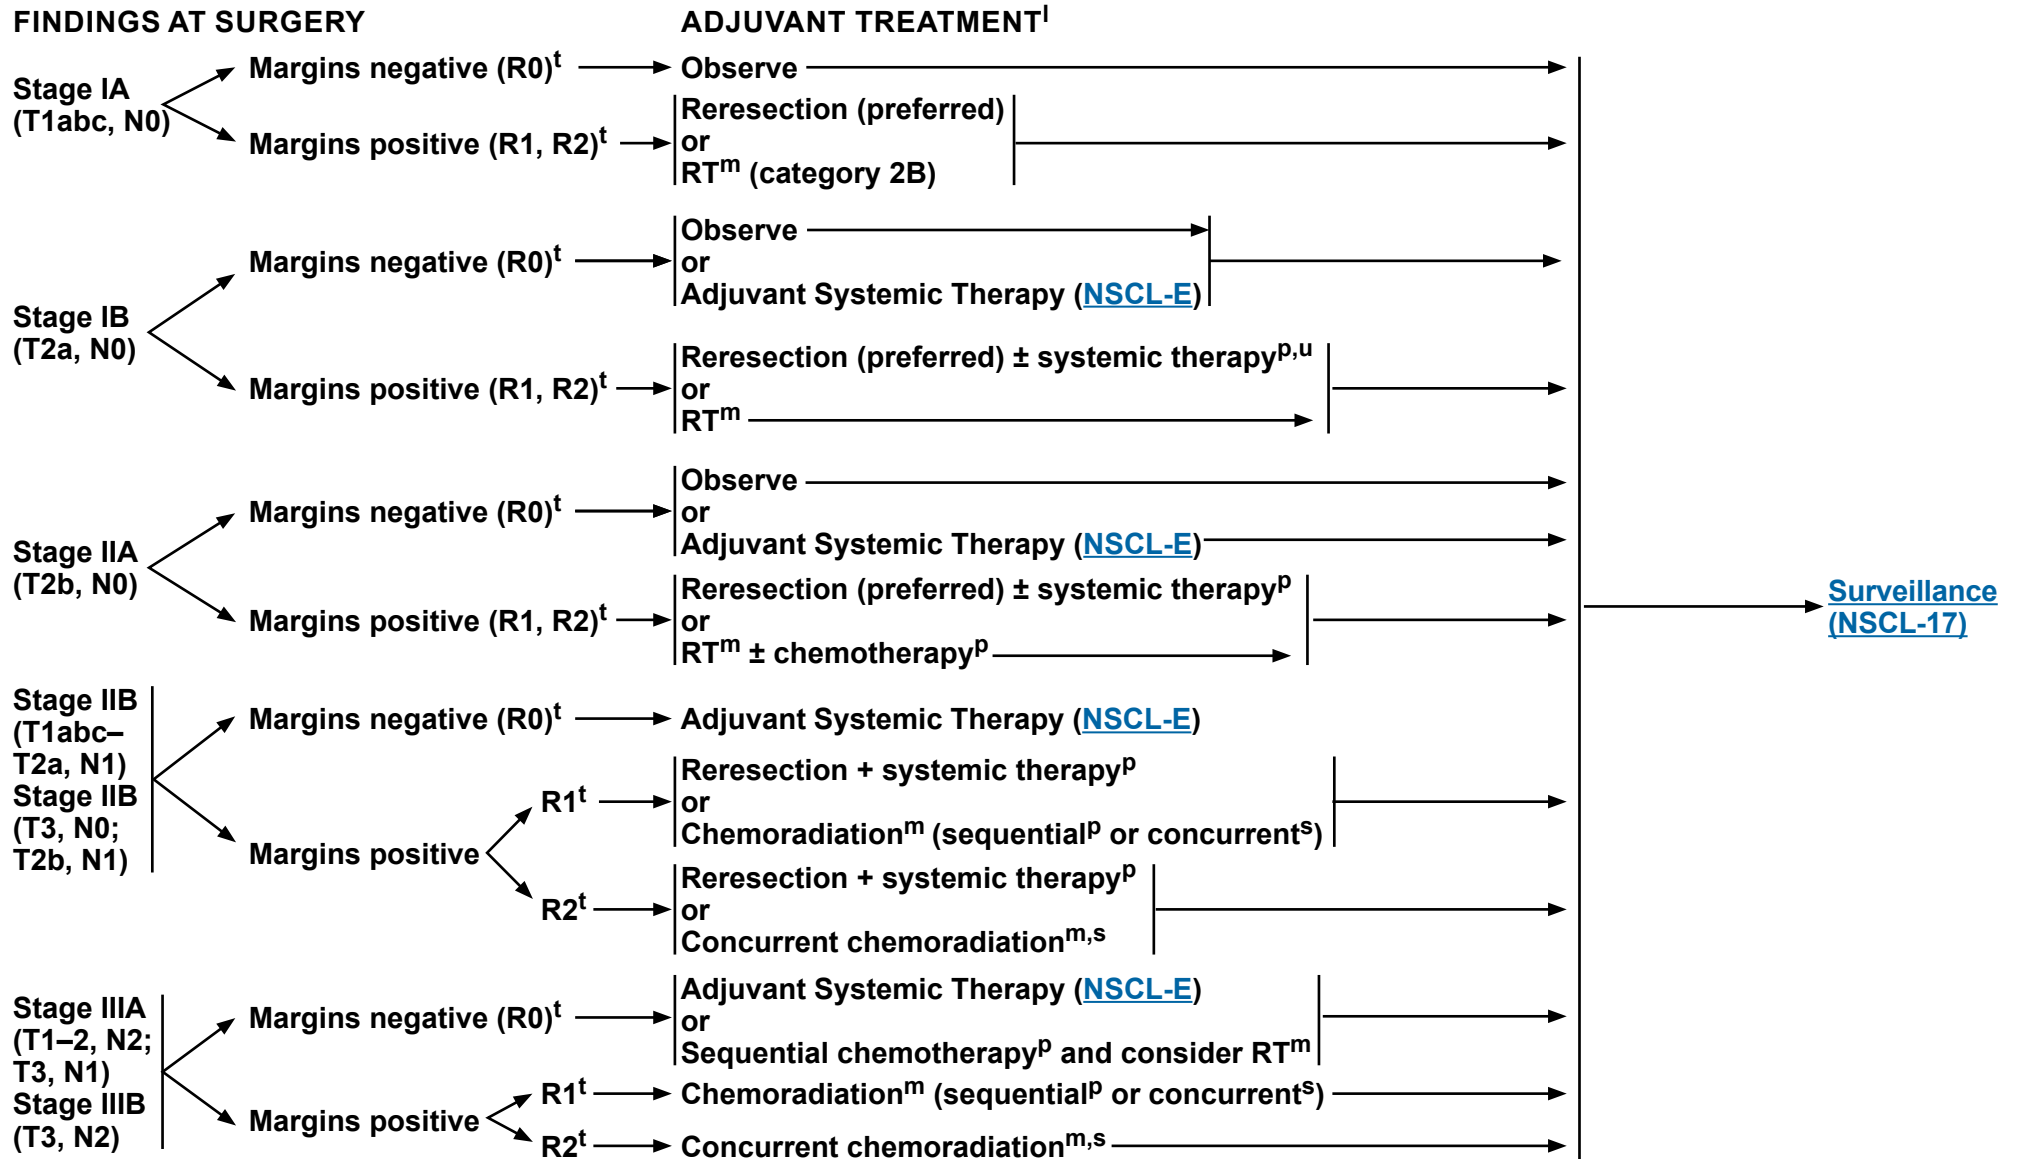 FINDINGS AT SURGERY
ADJUVANT TREATMENTl
Stage IA
(T1abc, N0)
Margins negative (R0)t
Observe
Margins positive (R1, R2)t
Reresection (preferred)
or
RTm (category 2B)
Stage IB
(T2a, N0)
Margins negative (R0)t
Observe
or
Adjuvant Systemic Therapy (NSCL-E)
Margins positive (R1, R2)t
Reresection (preferred) ± systemic therapyp,u
or
RTm
Stage IIA
(T2b, N0)
Margins negative (R0)t
Observe
or
Adjuvant Systemic Therapy (NSCL-E)
Margins positive (R1, R2)t
Reresection (preferred) ± systemic therapyp
or
RTm ± chemotherapyp
Stage IIB
(T1abc–
T2a, N1)
Stage IIB
(T3, N0;
T2b, N1)
Margins negative (R0)t
Adjuvant Systemic Therapy (NSCL-E)
Margins positive
R1t
Reresection + systemic therapyp
or
Chemoradiationm (sequentialp or concurrents)
R2t
Reresection + systemic therapyp
or
Concurrent chemoradiationm,s
Stage IIIA
(T1–2, N2;
T3, N1)
Stage IIIB
(T3, N2)
Margins negative (R0)t
Adjuvant Systemic Therapy (NSCL-E)
or
Sequential chemotherapyp and consider RTm
Margins positive
R1t
Chemoradiationm (sequentialp or concurrents)
R2t
Concurrent chemoradiationm,s
Surveillance
(NSCL-17)